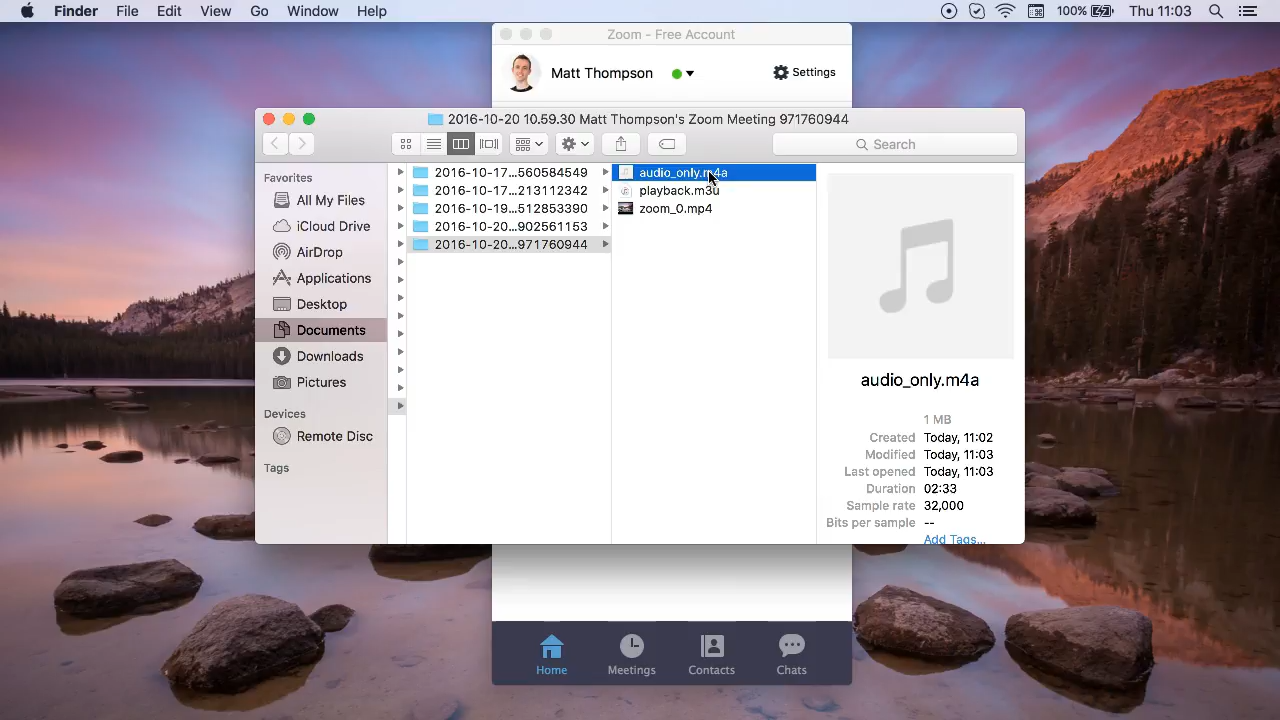 Finder File Edit View Go Window Help 100% Thu 11:03
Zoom - Free Account
Matt Thompson Settings
2016-10-20 10.59.30 Matt Thompson's Zoom Meeting 971760944
Search
Favorites
All My Files
iCloud Drive
AirDrop
Applications
Desktop
Documents
Downloads
Pictures
Devices
Remote Disc
Tags
2016-10-17...560584549
2016-10-17...213112342
2016-10-19...512853390
2016-10-20...902561153
2016-10-20...971760944
audio_only.m4a
playback.m3u
zoom_0.mp4
audio_only.m4a
1 MB
Created Today, 11:02
Modified Today, 11:03
Last opened Today, 11:03
Duration 02:33
Sample rate 32,000
Bits per sample --
Add Tags...
Home Meetings Contacts Chats